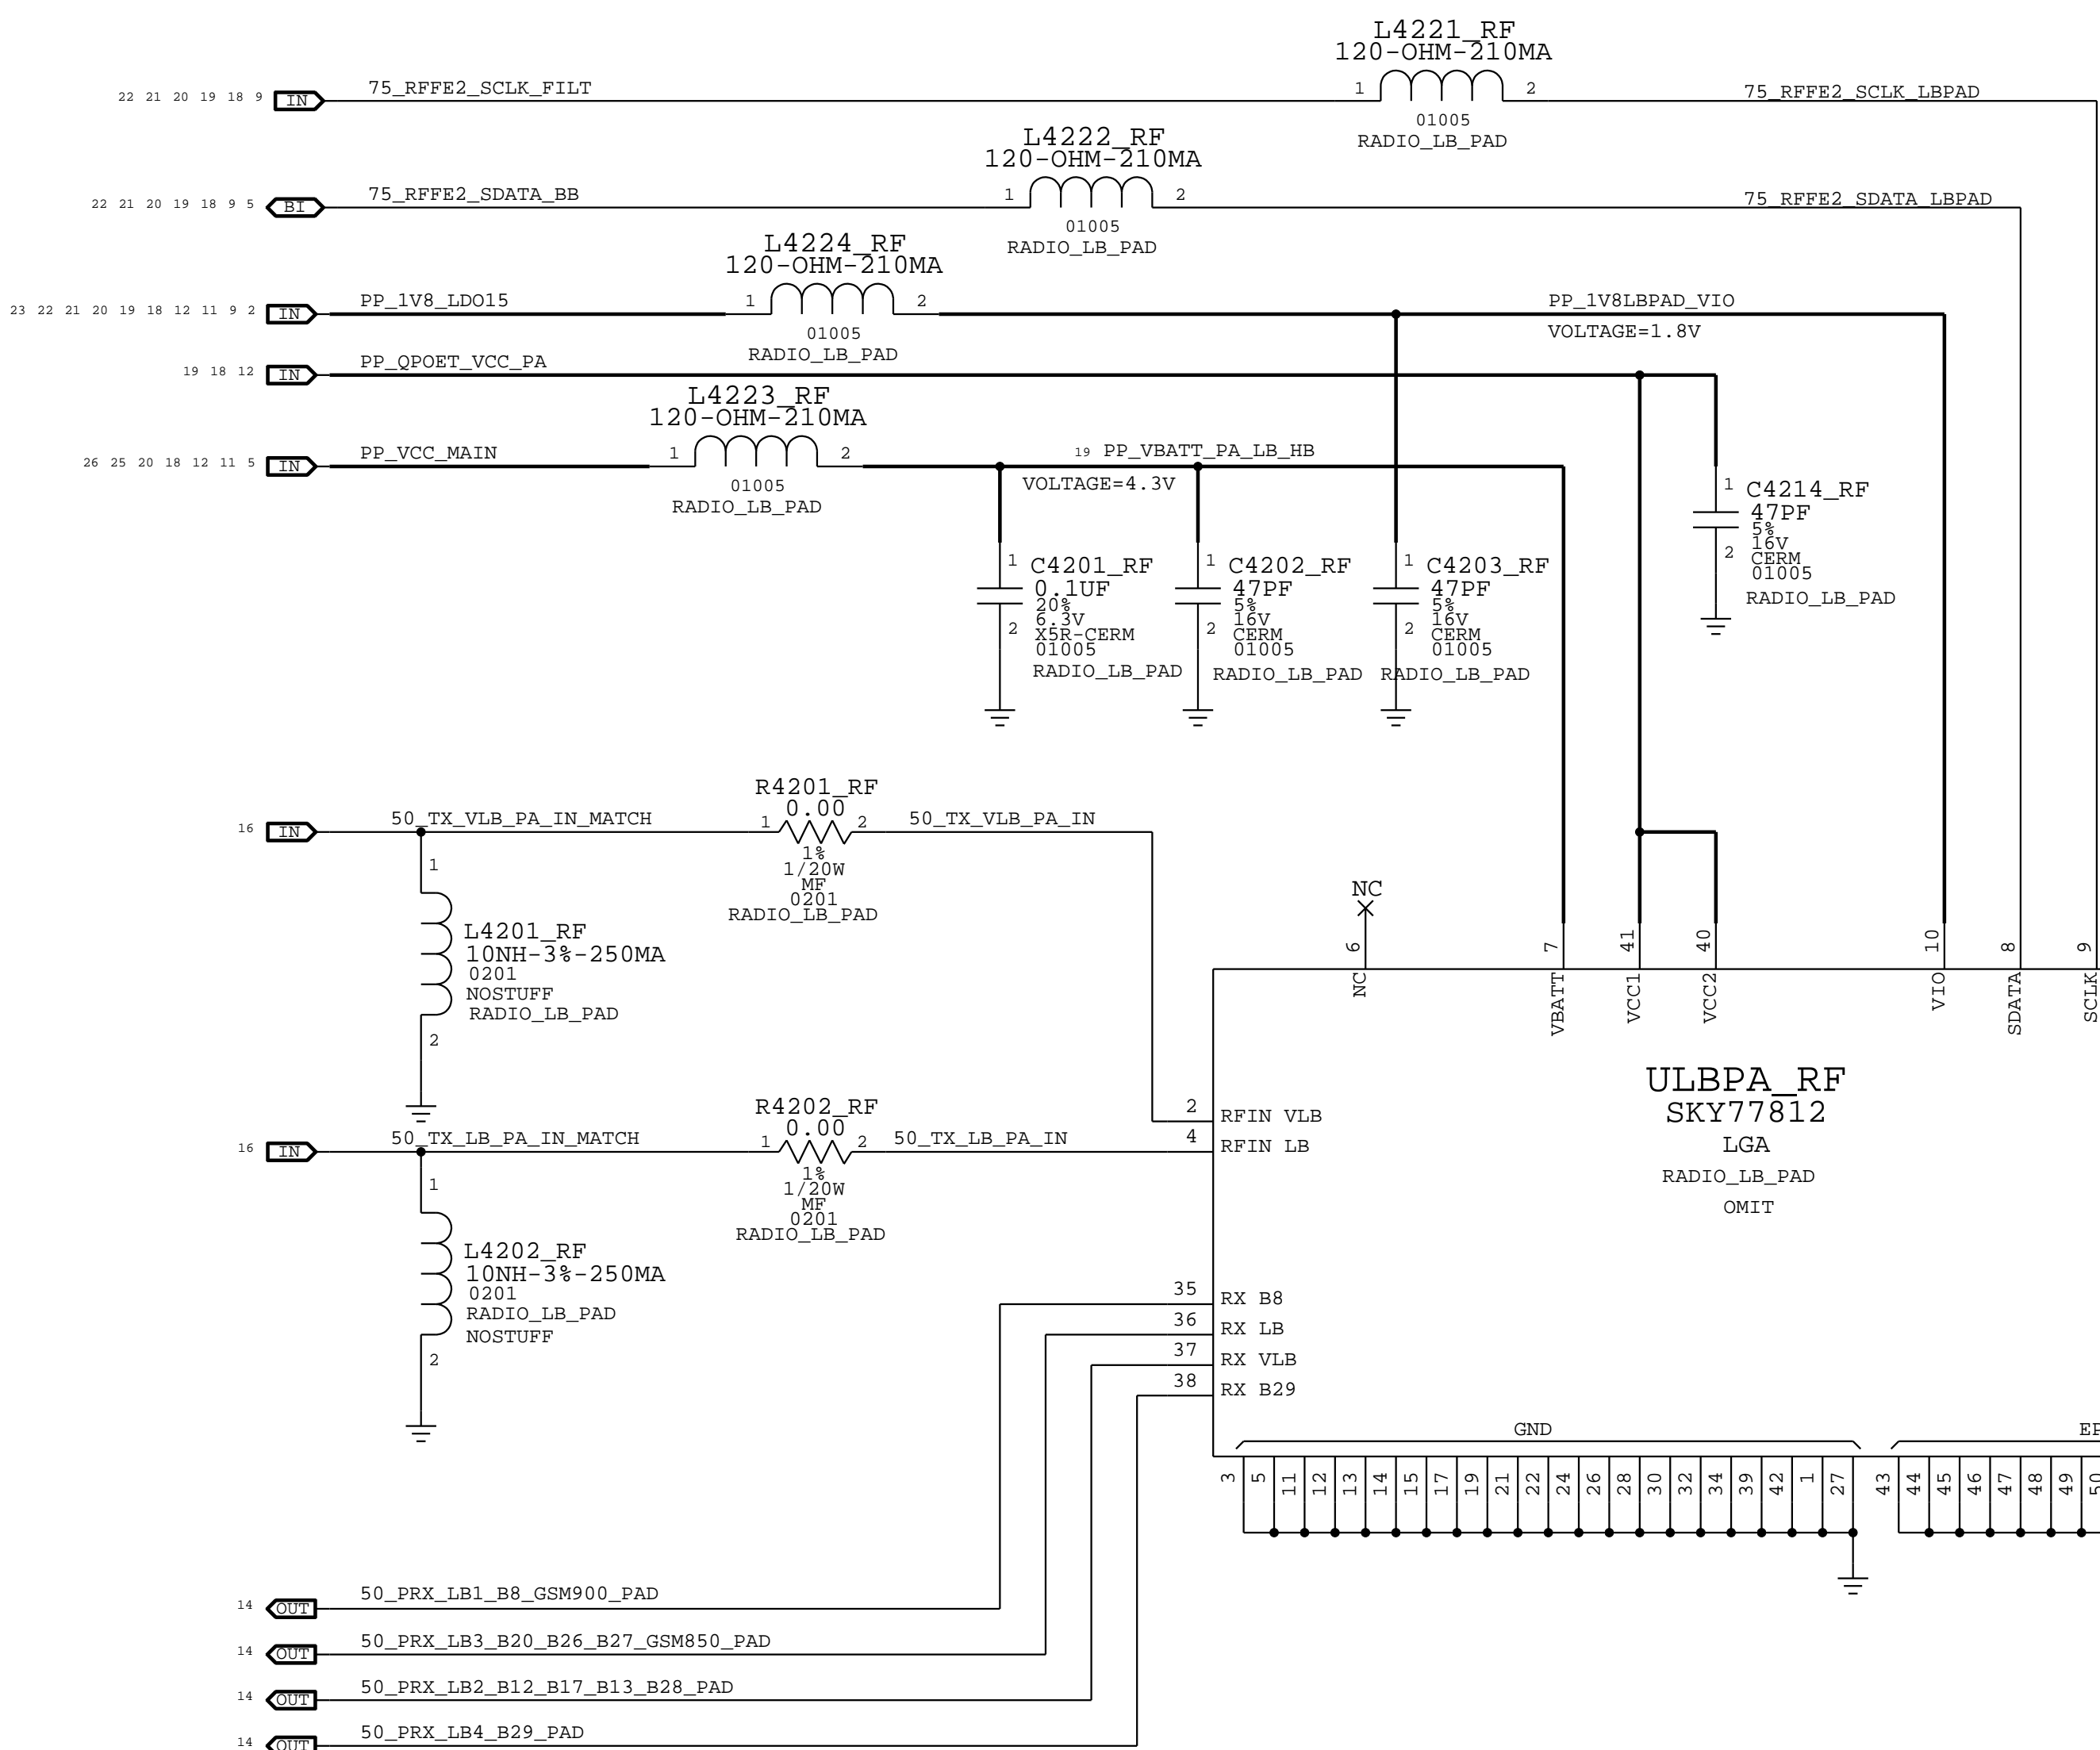 L4221_RF
120-OHM-210MA
22 21 20 19 18 9 IN 75_RFFE2_SCLK_FILT 1 2 75_RFFE2_SCLK_LBPAD
01005
RADIO_LB_PAD
L4222_RF
120-OHM-210MA
22 21 20 19 18 9 5 BI 75_RFFE2_SDATA_BB 1 2 75_RFFE2_SDATA_LBPAD
01005
RADIO_LB_PAD
L4224_RF
120-OHM-210MA
23 22 21 20 19 18 12 11 9 2 IN PP_1V8_LDO15 1 2 PP_1V8LBPAD_VIO
VOLTAGE=1.8V
01005
RADIO_LB_PAD
19 18 12 IN PP_QPOET_VCC_PA
L4223_RF
120-OHM-210MA
26 25 20 18 12 11 5 IN PP_VCC_MAIN 1 2 19 PP_VBATT_PA_LB_HB
VOLTAGE=4.3V
01005
RADIO_LB_PAD
1 C4214_RF
47PF
5%
16V
2 CERM
01005
RADIO_LB_PAD
1 C4201_RF
0.1UF
20%
6.3V
2 X5R-CERM
01005
RADIO_LB_PAD
1 C4202_RF
47PF
5%
16V
2 CERM
01005
RADIO_LB_PAD
1 C4203_RF
47PF
5%
16V
2 CERM
01005
RADIO_LB_PAD
R4201_RF
0.00
16 IN 50_TX_VLB_PA_IN_MATCH 1 2 50_TX_VLB_PA_IN
1%
1/20W
MF
0201
RADIO_LB_PAD
1
L4201_RF
10NH-3%-250MA
0201
NOSTUFF
RADIO_LB_PAD
2
R4202_RF
0.00
16 IN 50_TX_LB_PA_IN_MATCH 1 2 50_TX_LB_PA_IN
1%
1/20W
MF
0201
RADIO_LB_PAD
1
L4202_RF
10NH-3%-250MA
0201
RADIO_LB_PAD
NOSTUFF
2
NC
6 7 41 40 10 8 9
NC VBATT VCC1 VCC2 VIO SDATA SCLK
ULBPA_RF
SKY77812
LGA
RADIO_LB_PAD
OMIT
2 RFIN VLB
4 RFIN LB
35 RX B8
36 RX LB
37 RX VLB
38 RX B29
GND EP
3 5 11 12 13 14 15 17 19 21 22 24 26 28 30 32 34 39 42 1 27 43 44 45 46 47 48 49 50
14 OUT 50_PRX_LB1_B8_GSM900_PAD
14 OUT 50_PRX_LB3_B20_B26_B27_GSM850_PAD
14 OUT 50_PRX_LB2_B12_B17_B13_B28_PAD
14 OUT 50_PRX_LB4_B29_PAD